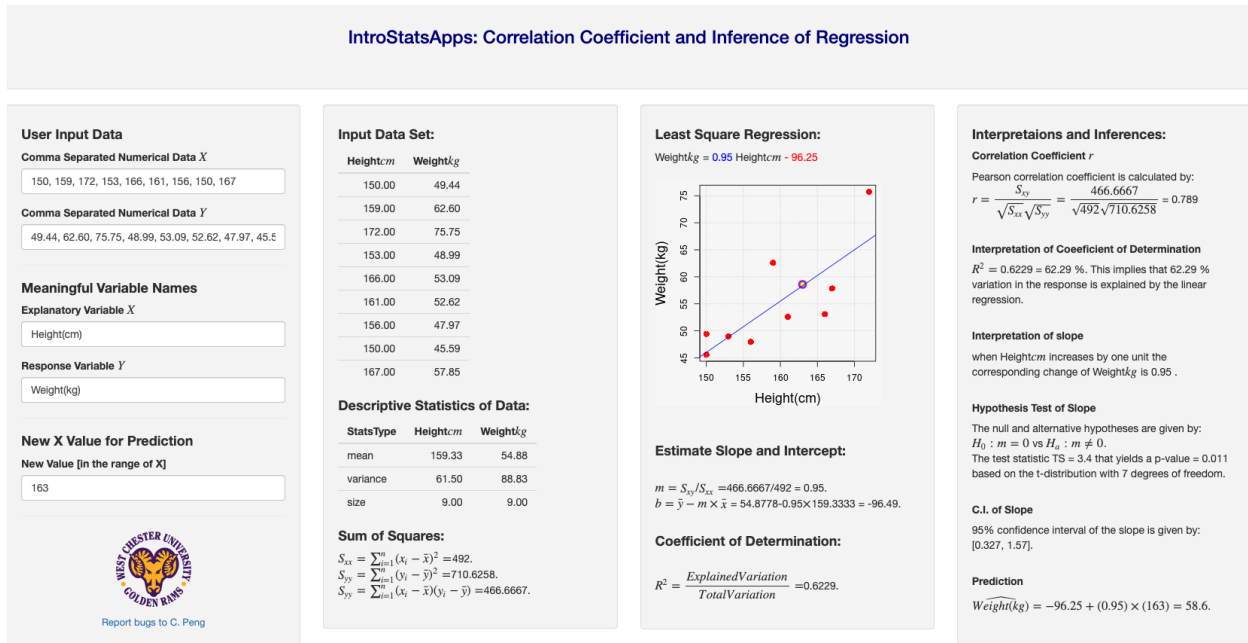 IntroStatsApps: Correlation Coefficient and Inference of Regression
User Input Data
Comma Separated Numerical Data X
150, 159, 172, 153, 166, 161, 156, 150, 167
Comma Separated Numerical Data Y
49.44, 62.60, 75.75, 48.99, 53.09, 52.62, 47.97, 45.5
Meaningful Variable Names
Explanatory Variable X
Height(cm)
Response Variable Y
Weight(kg)
New X Value for Prediction
New Value [in the range of X]
163
WEST CHESTER UNIVERSITY
GOLDEN RAMS
Report bugs to C. Peng
Input Data Set:
Heightcm Weightkg
150.00 49.44
159.00 62.60
172.00 75.75
153.00 48.99
166.00 53.09
161.00 52.62
156.00 47.97
150.00 45.59
167.00 57.85
Descriptive Statistics of Data:
StatsType Heightcm Weightkg
mean 159.33 54.88
variance 61.50 88.83
size 9.00 9.00
Sum of Squares:
S_xx = ∑_{i=1}^n (x_i − x̄)² =492.
S_yy = ∑_{i=1}^n (y_i − ȳ)² =710.6258.
S_yy = ∑_{i=1}^n (x_i − x̄)(y_i − ȳ) =466.6667.
Least Square Regression:
Weightkg = 0.95 Heightcm - 96.25
75
70
65
60
55
50
45
Weight(kg)
150 155 160 165 170
Height(cm)
Estimate Slope and Intercept:
m = S_xy/S_xx =466.6667/492 = 0.95.
b = ȳ − m × x̄ = 54.8778-0.95×159.3333 = -96.49.
Coefficient of Determination:
R² = ExplainedVariation / TotalVariation =0.6229.
Interpretaions and Inferences:
Correlation Coefficient r
Pearson correlation coefficient is calculated by:
r = S_xy / √S_xx √S_yy = 466.6667 / √492√710.6258 = 0.789
Interpretation of Coeeficient of Determination
R² = 0.6229 = 62.29 %. This implies that 62.29 %
variation in the response is explained by the linear
regression.
Interpretation of slope
when Heightcm increases by one unit the
corresponding change of Weightkg is 0.95 .
Hypothesis Test of Slope
The null and alternative hypotheses are given by:
H₀ : m = 0 vs Hₐ : m ≠ 0.
The test statistic TS = 3.4 that yields a p-value = 0.011
based on the t-distribution with 7 degrees of freedom.
C.I. of Slope
95% confidence interval of the slope is given by:
[0.327, 1.57].
Prediction
Weight(kg) = −96.25 + (0.95) × (163) = 58.6.